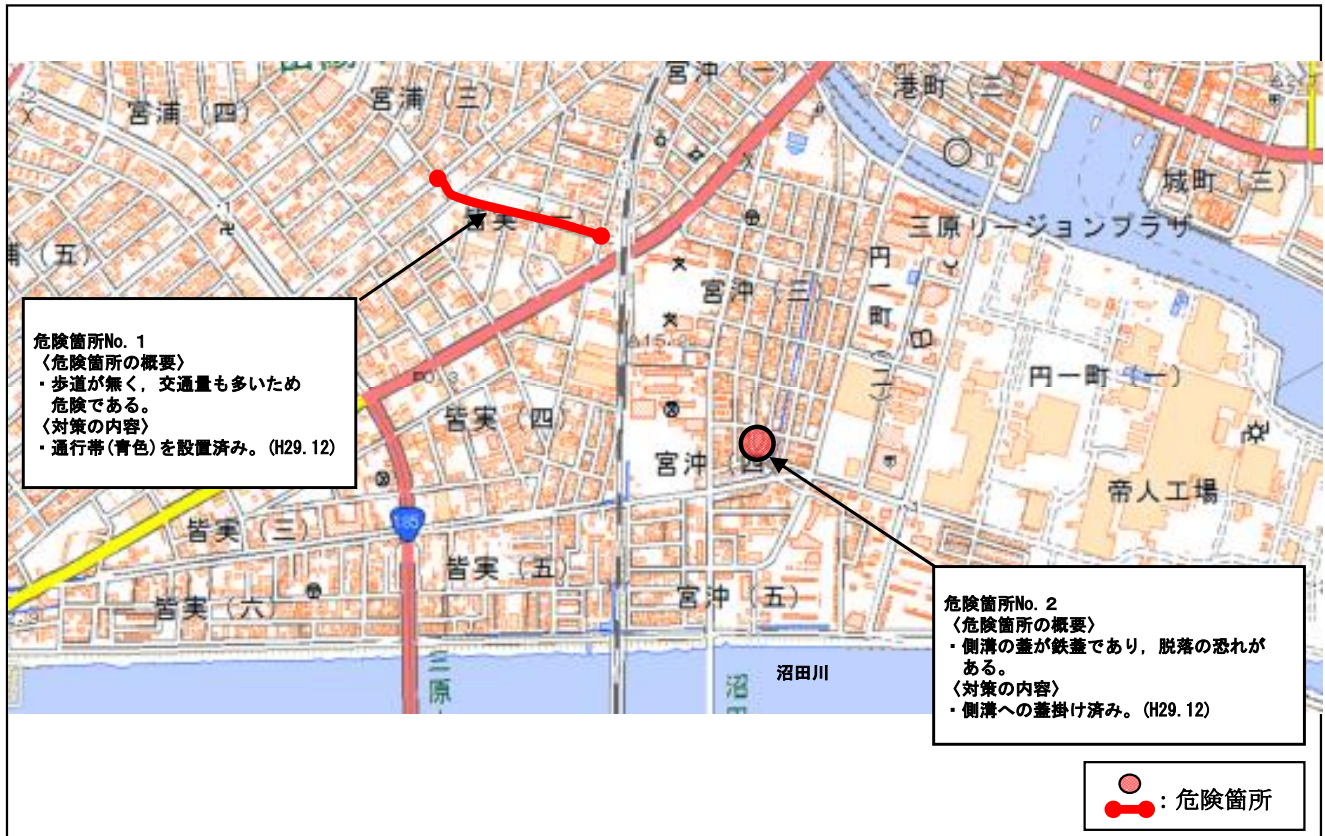 宮沖(一)
港町(三)
宮浦(三)
宮浦(四)
城町(三)
皆実(一)
三原リージョンプラザ
浦(五)
円一町(二)
宮沖(三)
危険箇所No. 1
〈危険箇所の概要〉
・歩道が無く，交通量も多いため
危険である。
〈対策の内容〉
・通行帯(青色)を設置済み。(H29.12)
円一町(一)
皆実(四)
宮沖(四)
帝人工場
185
皆実(三)
皆実(五)
宮沖(五)
皆実(六)
危険箇所No. 2
〈危険箇所の概要〉
・側溝の蓋が鉄蓋であり，脱落の恐れが
ある。
〈対策の内容〉
・側溝への蓋掛け済み。(H29.12)
三原
沼田川
沼田
：危険箇所